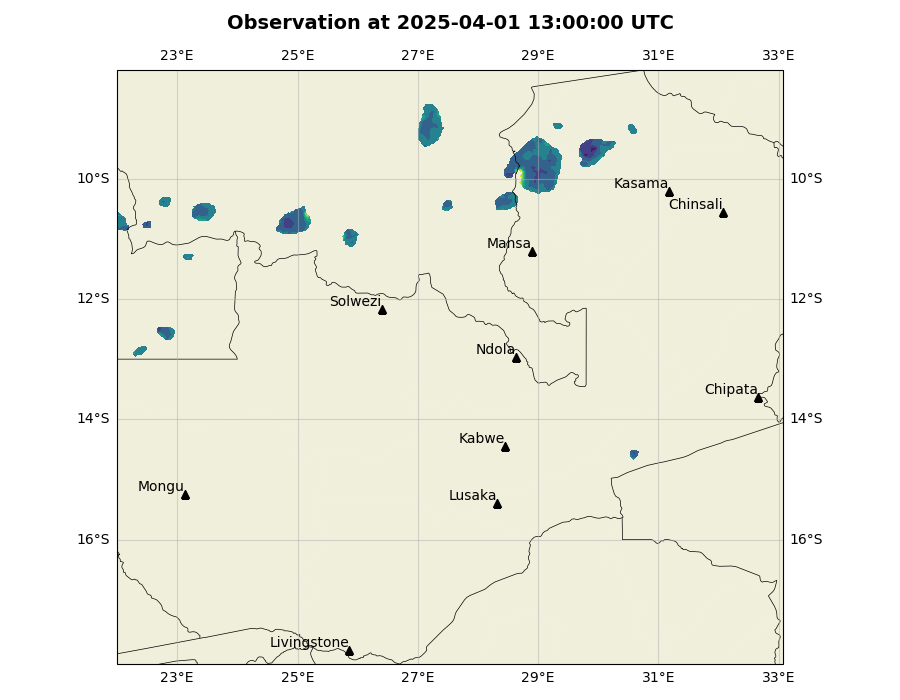 Observation at 2025-04-01 13:00:00 UTC
23°E 25°E 27°E 29°E 31°E 33°E
10°S 10°S
Kasama
Chinsali
Mansa
12°S 12°S
Solwezi
Ndola
Chipata
14°S 14°S
Kabwe
Mongu
Lusaka
16°S 16°S
Livingstone
23°E 25°E 27°E 29°E 31°E 33°E